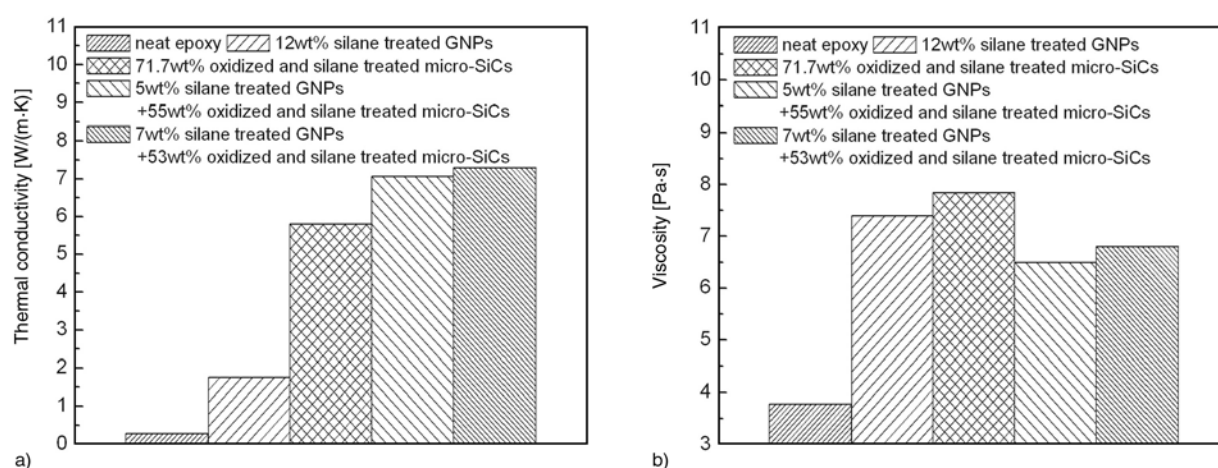 11
10
9
8
7
6
5
4
3
2
1
0
Thermal conductivity [W/(m·K)]
neat epoxy 12wt% silane treated GNPs
71.7wt% oxidized and silane treated micro-SiCs
5wt% silane treated GNPs
+55wt% oxidized and silane treated micro-SiCs
7wt% silane treated GNPs
+53wt% oxidized and silane treated micro-SiCs
a)
11
10
9
8
7
6
5
4
3
Viscosity [Pa·s]
neat epoxy 12wt% silane treated GNPs
71.7wt% oxidized and silane treated micro-SiCs
5wt% silane treated GNPs
+55wt% oxidized and silane treated micro-SiCs
7wt% silane treated GNPs
+53wt% oxidized and silane treated micro-SiCs
b)